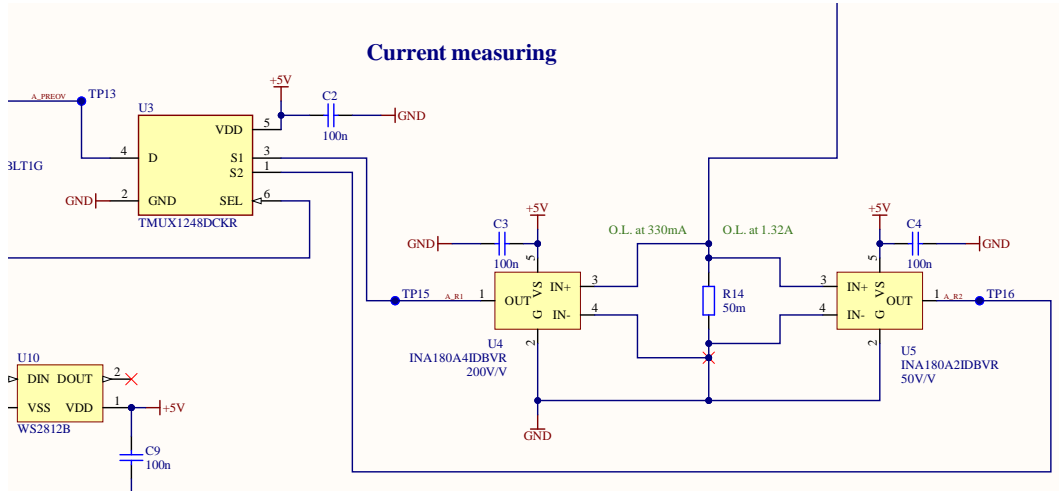 Current measuring
A_PREOV
TP13
U3
+5V
C2
100n
GND
VDD
5
BLT1G
4
D
S1
3
S2
1
GND
2
GND
SEL
6
TMUX1248DCKR
+5V
C3
GND
100n
O.L. at 330mA
O.L. at 1.32A
+5V
C4
GND
100n
5
VS
IN+
3
OUT
1
A_R1
TP15
G
IN-
4
2
U4
INA180A4IDBVR
200V/V
R14
50m
5
3
IN+
VS
OUT
1
A_R2
TP16
4
IN-
G
2
U5
INA180A2IDBVR
50V/V
GND
U10
DIN
DOUT
2
VSS
VDD
1
+5V
WS2812B
C9
100n